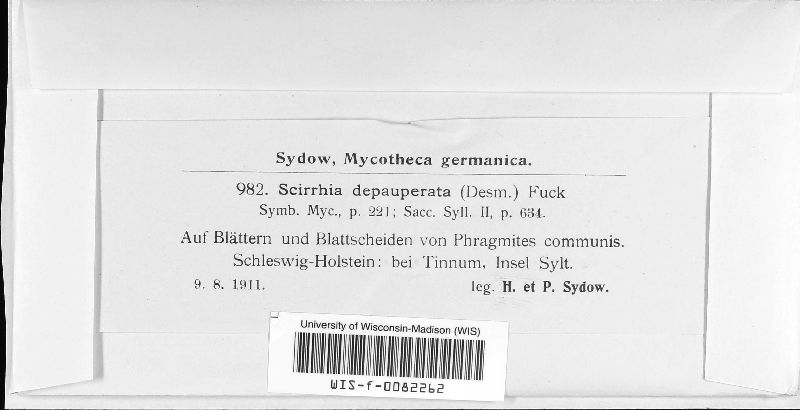 Sydow, Mycotheca germanica.
982. Scirrhia depauperata (Desm.) Fuck
Symb. Myc., p. 221; Sacc. Syll. II, p. 634.
Auf Blättern und Blattscheiden von Phragmites communis.
Schleswig-Holstein: bei Tinnum, Insel Sylt.
9. 8. 1911. leg. H. et P. Sydow.
University of Wisconsin-Madison (WIS)
WIS-f-0082262